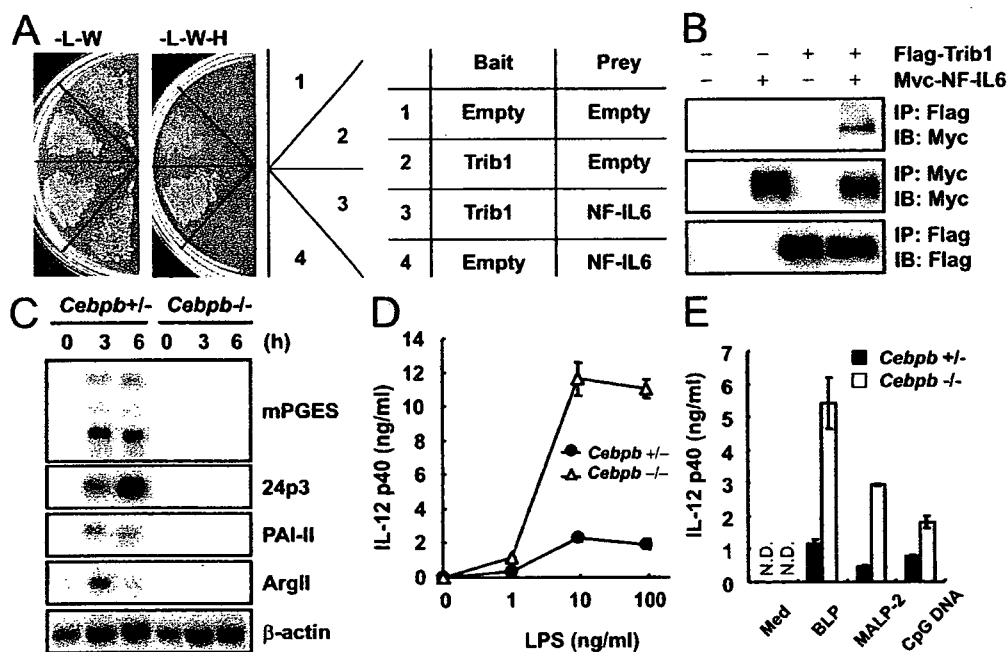 A
-L-W
-L-W-H
1
2
3
4
Bait Prey
1 Empty Empty
2 Trib1 Empty
3 Trib1 NF-IL6
4 Empty NF-IL6
B
– – + + Flag-Trib1
– + – + Myc-NF-IL6
IP: Flag
IB: Myc
IP: Myc
IB: Myc
IP: Flag
IB: Flag
C
Cebpb+/- Cebpb-/-
0 3 6 0 3 6 (h)
mPGES
24p3
PAI-II
ArgII
β-actin
D
IL-12 p40 (ng/ml)
14
12
10
8
6
4
2
0
Cebpb +/–
Cebpb –/–
0 1 10 100
LPS (ng/ml)
E
IL-12 p40 (ng/ml)
7
6
5
4
3
2
1
0
Cebpb +/-
Cebpb -/-
N.D.
N.D.
Med
BLP
MALP-2
CpG DNA